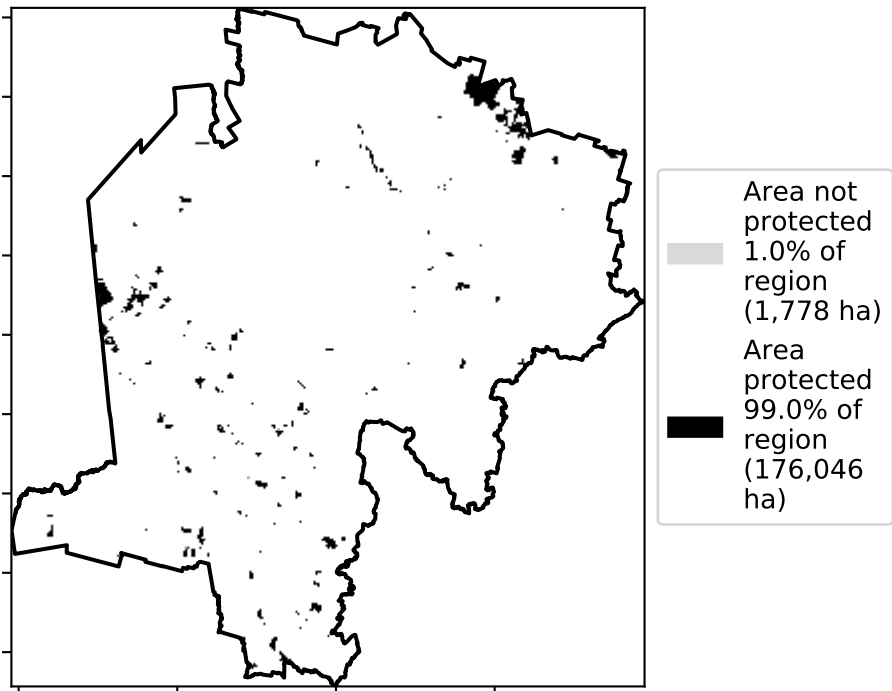 Area not
protected
1.0% of
region
(1,778 ha)
Area
protected
99.0% of
region
(176,046
ha)